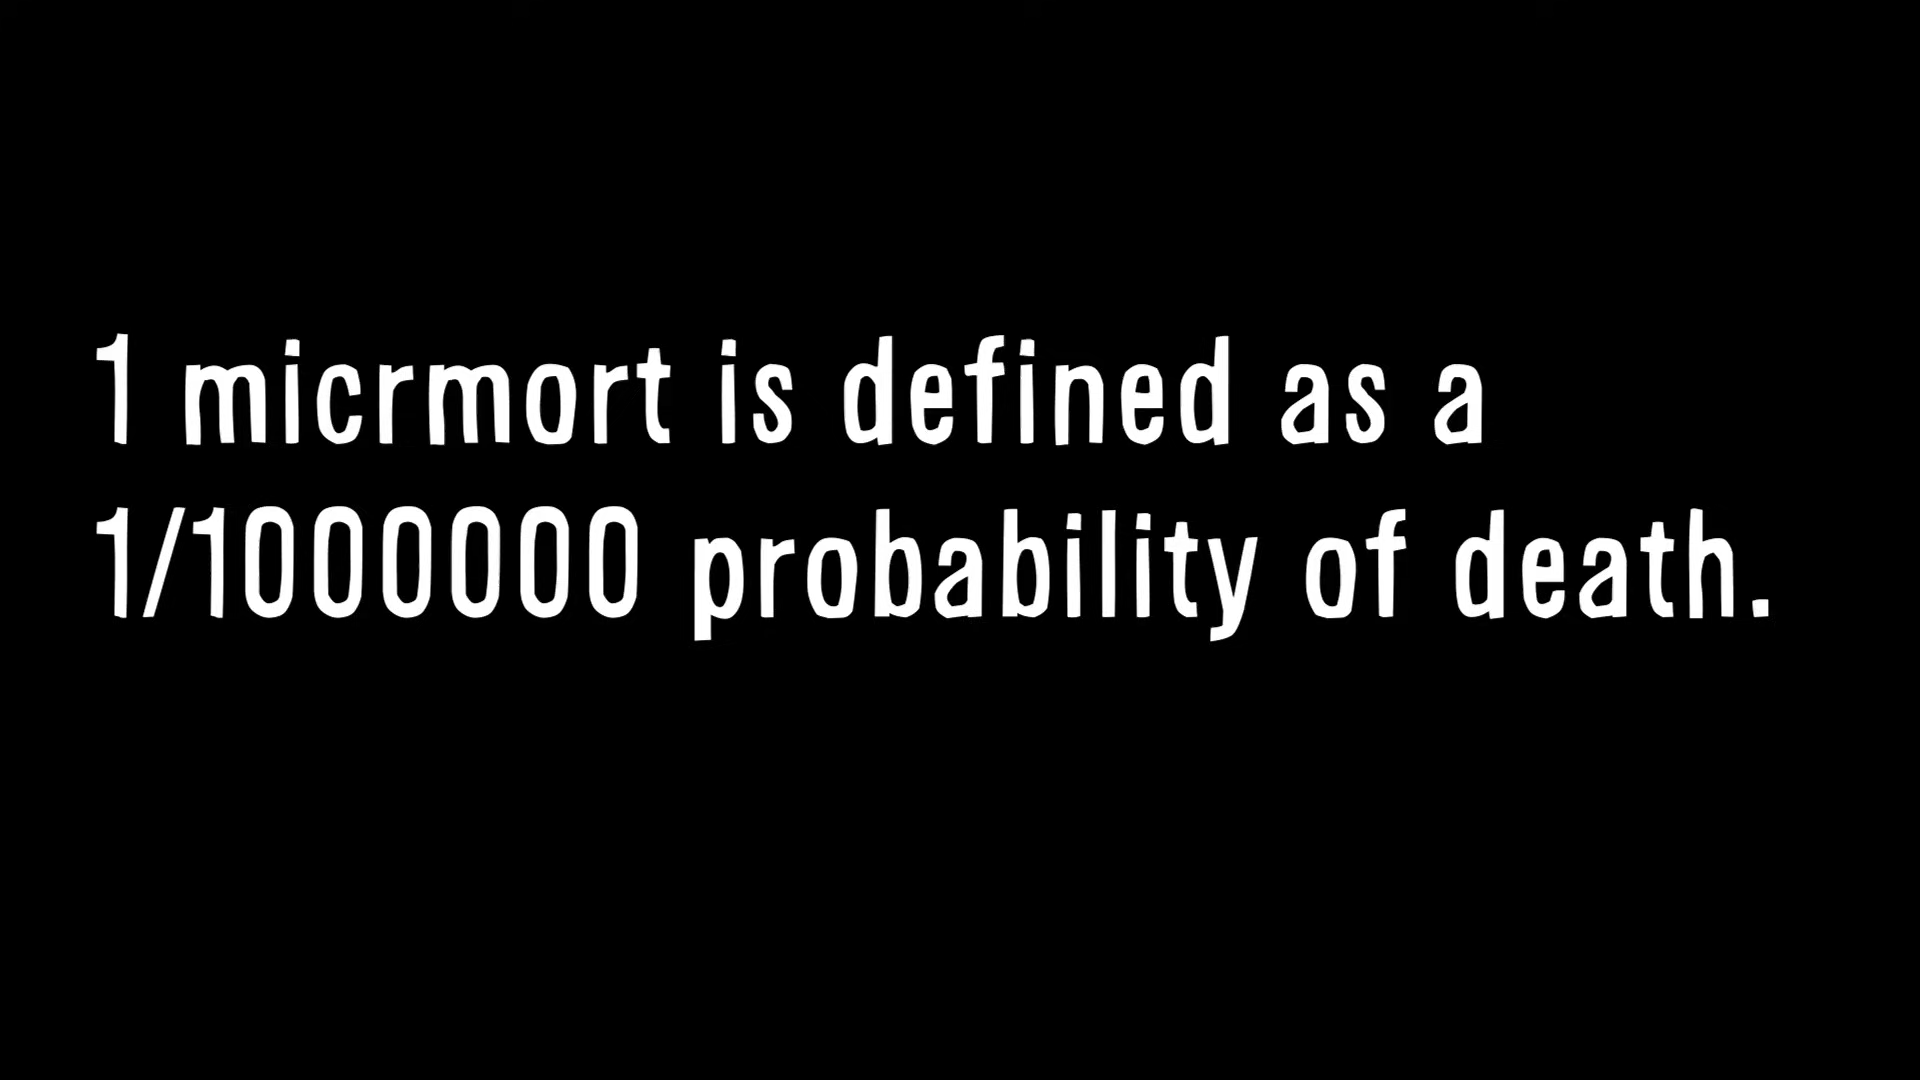 1 micrmort is defined as a
1/1000000 probability of death.